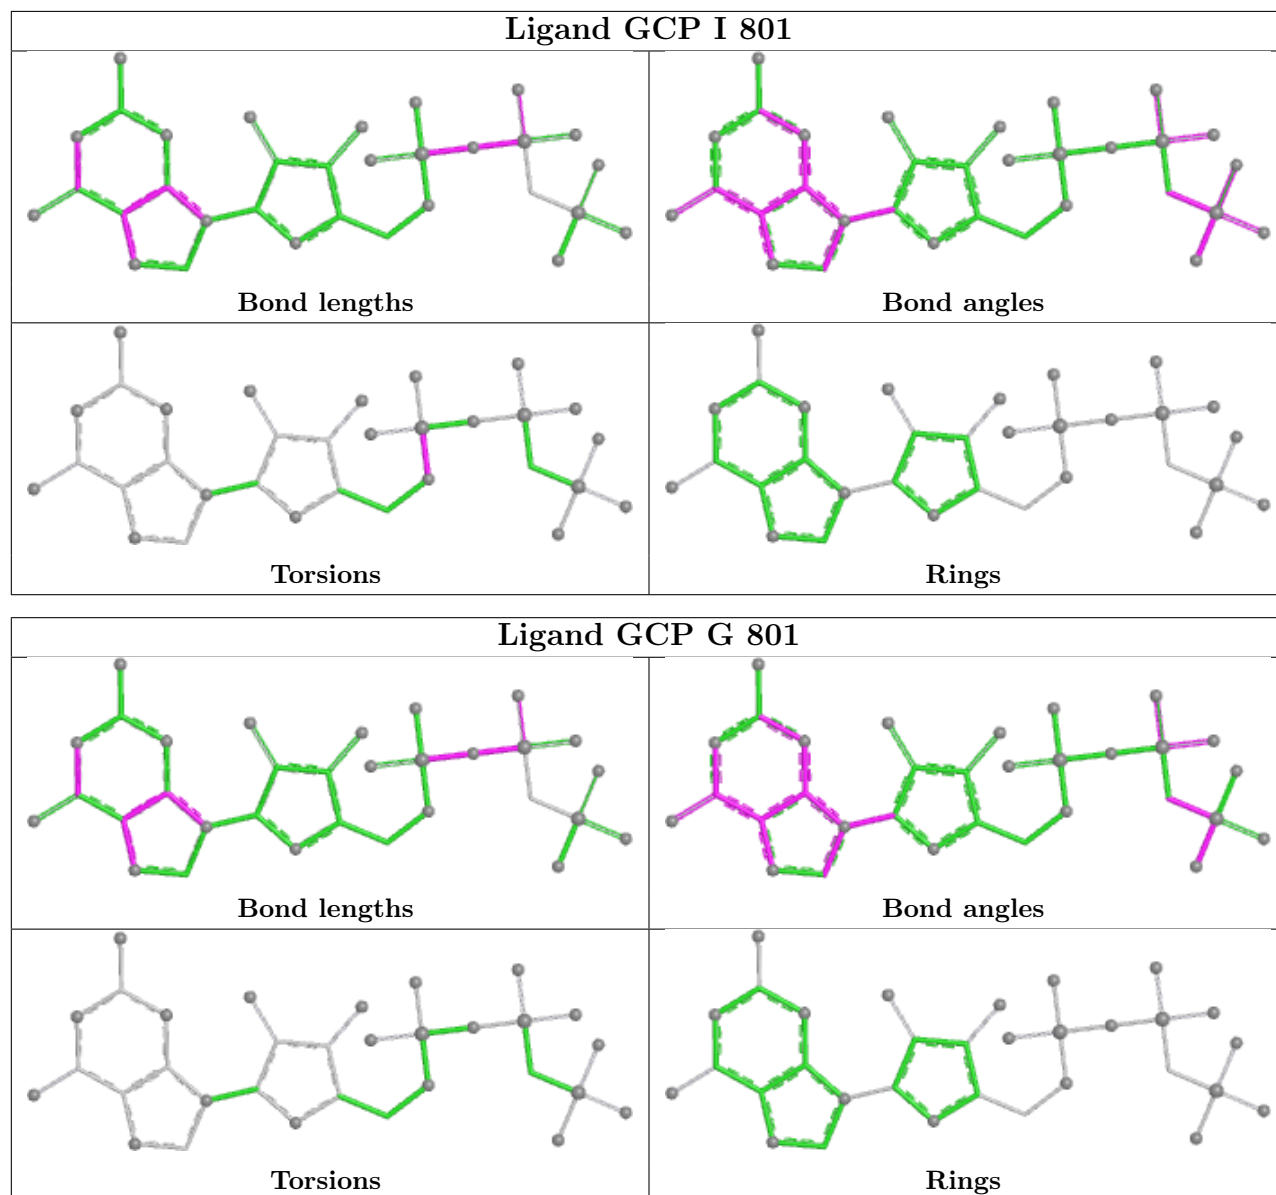 Ligand GCP I 801
Bond lengths
Bond angles
Torsions
Rings
Ligand GCP G 801
Bond lengths
Bond angles
Torsions
Rings